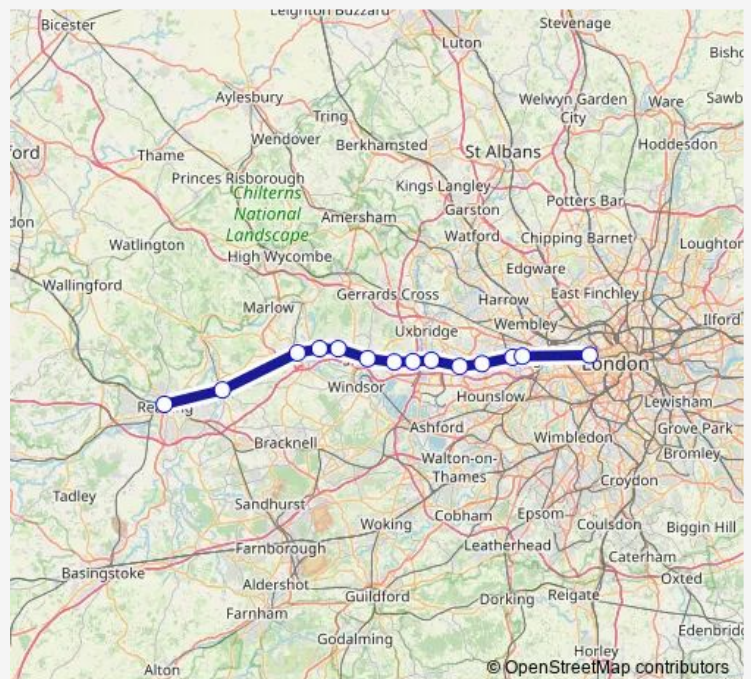 Leighton Buzzard
Bicester
Stevenage
Luton
Bisho
Aylesbury
Welwyn Garden
City
Ware
Sawb
Tring
Wendover
Berkhamsted
St Albans
Hoddesdon
ford
Thame
Princes Risborough
Kings Langley
Chilterns
National
Landscape
Garston
Potters Bar
don
Amersham
Watford
Chipping Barnet
Loughton
Watlington
High Wycombe
Edgware
Wallingford
Gerrards Cross
Harrow
East Finchley
Marlow
Uxbridge
Wembley
Ilford
London
Windsor
Hounslow
Lewisham
Ashford
Grove Park
Bracknell
Wimbledon
Bromley
Walton-on-
Thames
Croydon
Tadley
Sandhurst
Cobham
Epsom
Woking
Coulsdon
Biggin Hill
Farnborough
Leatherhead
Caterham
Basingstoke
Oxted
Aldershot
Guildford
Dorking
Reigate
Farnham
Godalming
Edenbridg
Horley
Alton
© OpenStreetMap contributors